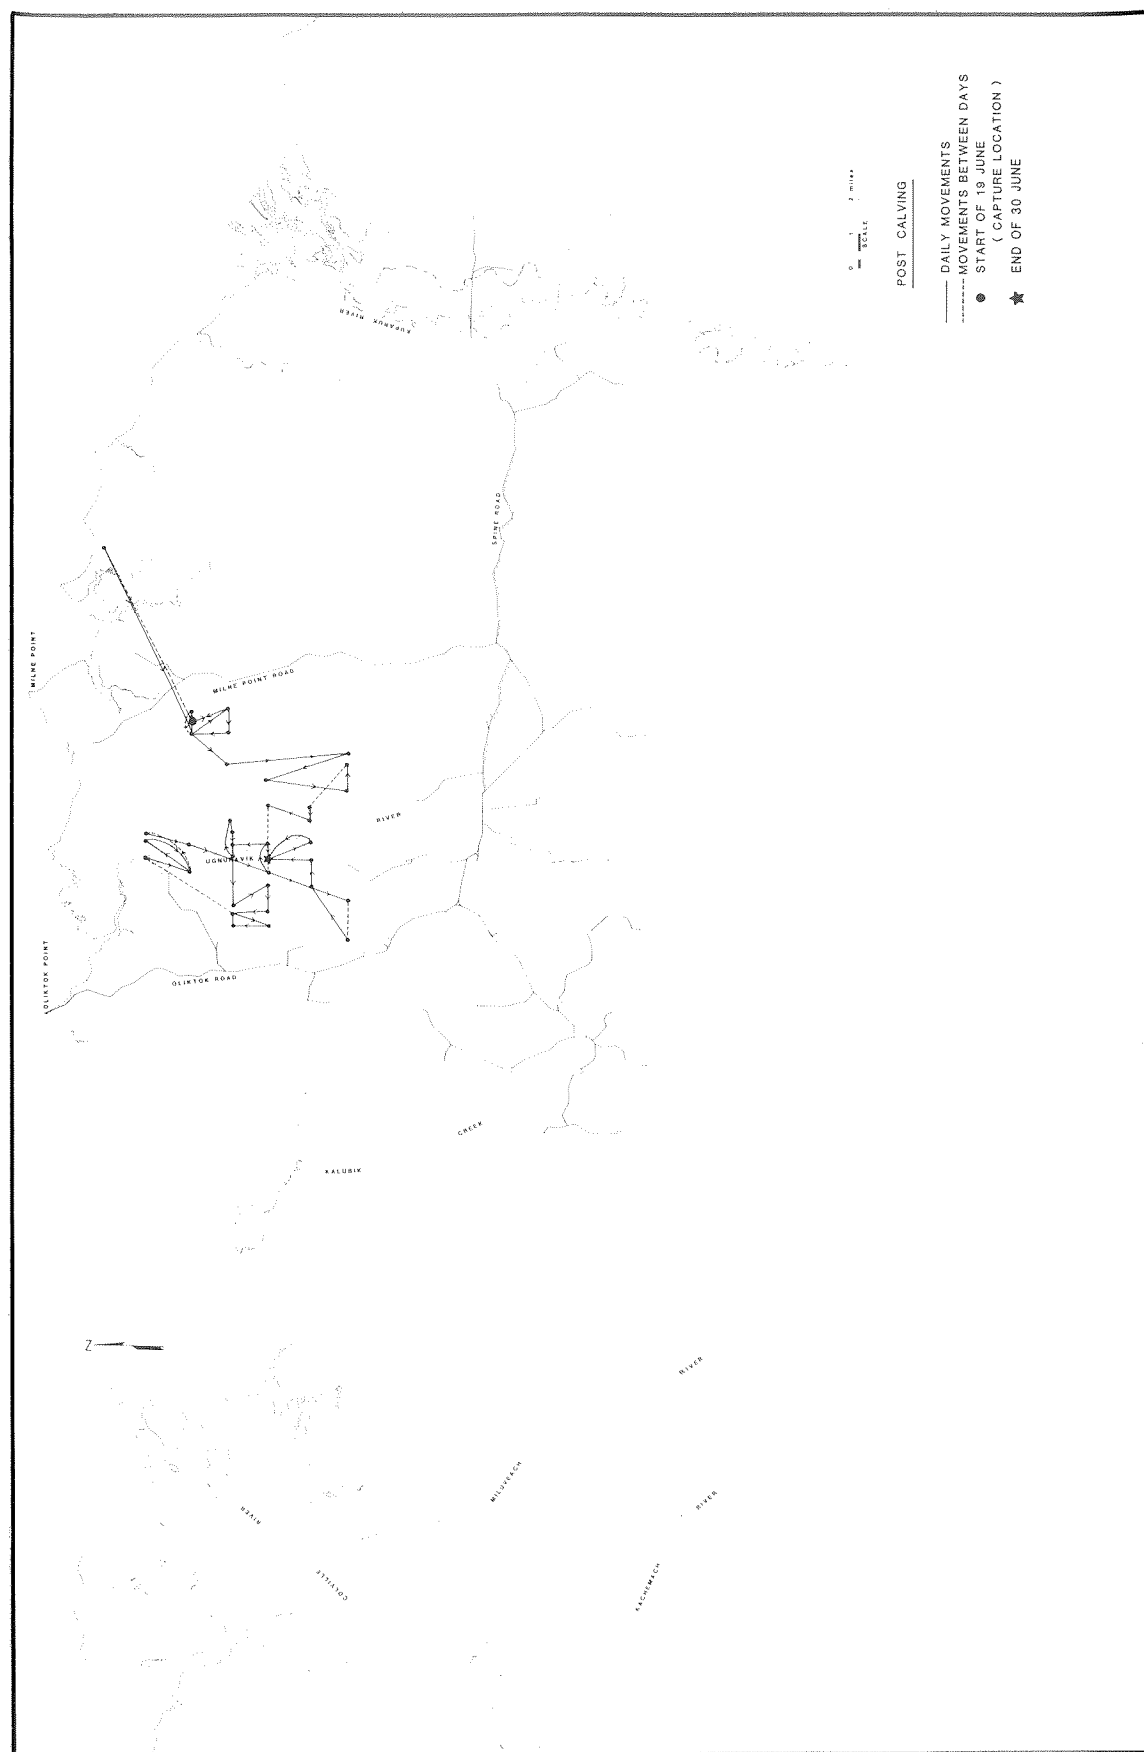 MILNE POINT
OLIKTOK POINT
KUPARUK RIVER
SPINE ROAD
MILNE POINT ROAD
RIVER
UGNURAVIK
OLIKTOK ROAD
CREEK
KALUBIK
N
RIVER
COLVILLE
MILUVEACH
RIVER
KACHEMACH
RIVER
0 1 2 miles
SCALE
POST CALVING
DAILY MOVEMENTS
MOVEMENTS BETWEEN DAYS
START OF 19 JUNE
( CAPTURE LOCATION )
END OF 30 JUNE